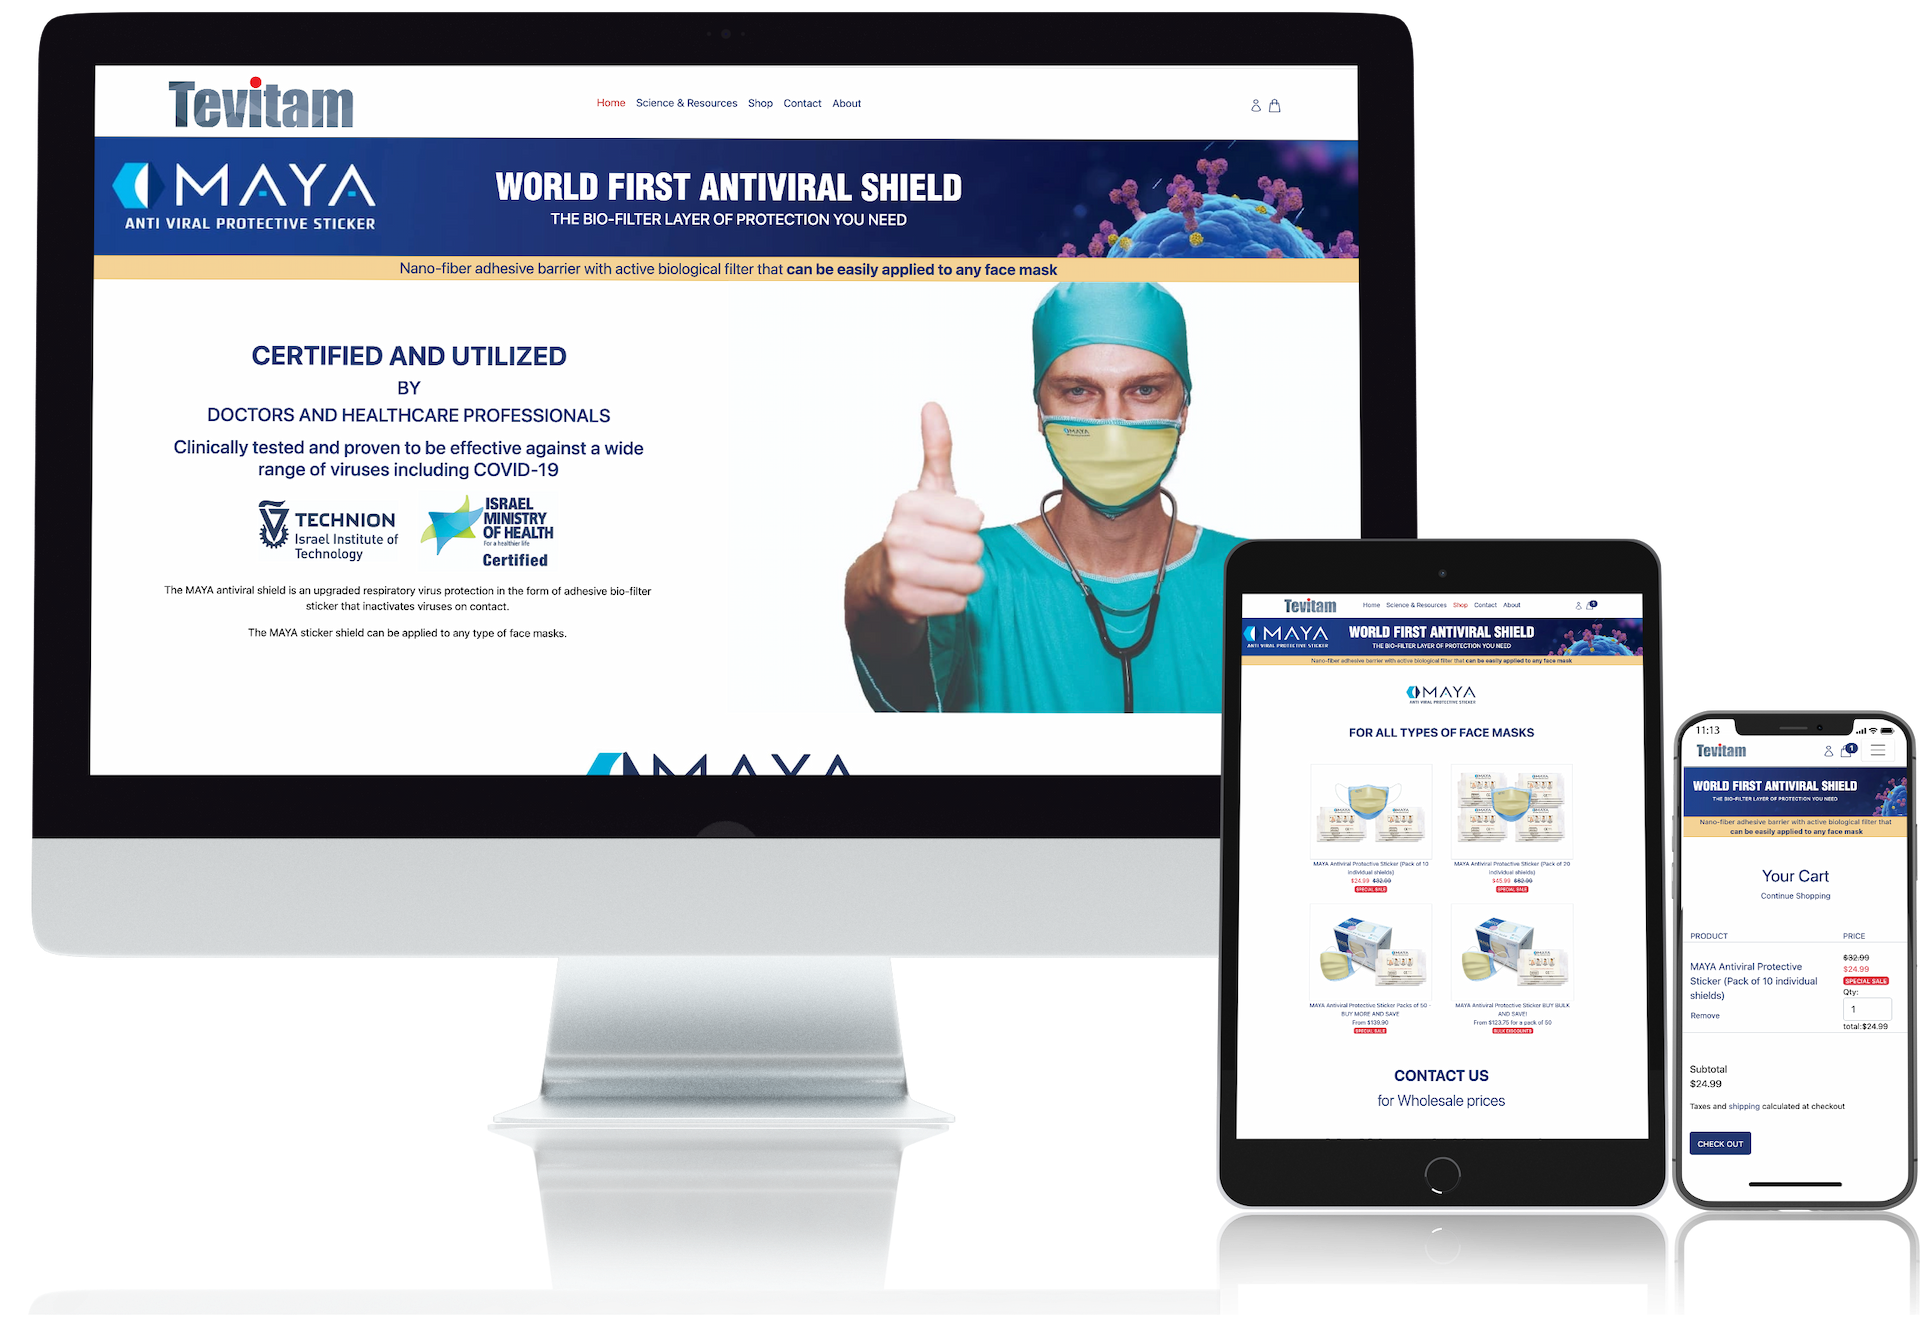 Tevitam
Home Science & Resources Shop Contact About
MAYA
ANTI VIRAL PROTECTIVE STICKER
WORLD FIRST ANTIVIRAL SHIELD
THE BIO-FILTER LAYER OF PROTECTION YOU NEED
Nano-fiber adhesive barrier with active biological filter that can be easily applied to any face mask
CERTIFIED AND UTILIZED
BY
DOCTORS AND HEALTHCARE PROFESSIONALS
Clinically tested and proven to be effective against a wide
range of viruses including COVID-19
TECHNION
Israel Institute of
Technology
ISRAEL
MINISTRY
OF HEALTH
For a healthier life
Certified
The MAYA antiviral shield is an upgraded respiratory virus protection in the form of adhesive bio-filter
sticker that inactivates viruses on contact.
The MAYA sticker shield can be applied to any type of face masks.
MAYA
MAYA
Tevitam
Home Science & Resources Shop Contact About
1
MAYA
ANTI VIRAL PROTECTIVE STICKER
WORLD FIRST ANTIVIRAL SHIELD
THE BIO-FILTER LAYER OF PROTECTION YOU NEED
Nano-fiber adhesive barrier with active biological filter that can be easily applied to any face mask
MAYA
ANTI VIRAL PROTECTIVE STICKER
FOR ALL TYPES OF FACE MASKS
MAYA Antiviral Protective Sticker (Pack of 10
individual shields)
$24.99 $32.99
SPECIAL SALE
MAYA Antiviral Protective Sticker (Pack of 20
individual shields)
$45.99 $62.99
SPECIAL SALE
MAYA Antiviral Protective Sticker Packs of 50 -
BUY MORE AND SAVE
From $139.90
SPECIAL SALE
MAYA Antiviral Protective Sticker BUY BULK
AND SAVE!
From $123.75 for a pack of 50
BULK DISCOUNTS
CONTACT US
for Wholesale prices
11:13
Tevitam
1
WORLD FIRST ANTIVIRAL SHIELD
THE BIO-FILTER LAYER OF PROTECTION YOU NEED
Nano-fiber adhesive barrier with active biological filter that
can be easily applied to any face mask
Your Cart
Continue Shopping
PRODUCT PRICE
MAYA Antiviral Protective
Sticker (Pack of 10 individual
shields)
Remove
$32.99
$24.99
SPECIAL SALE
Qty:
1
total:$24.99
Subtotal
$24.99
Taxes and shipping calculated at checkout
CHECK OUT